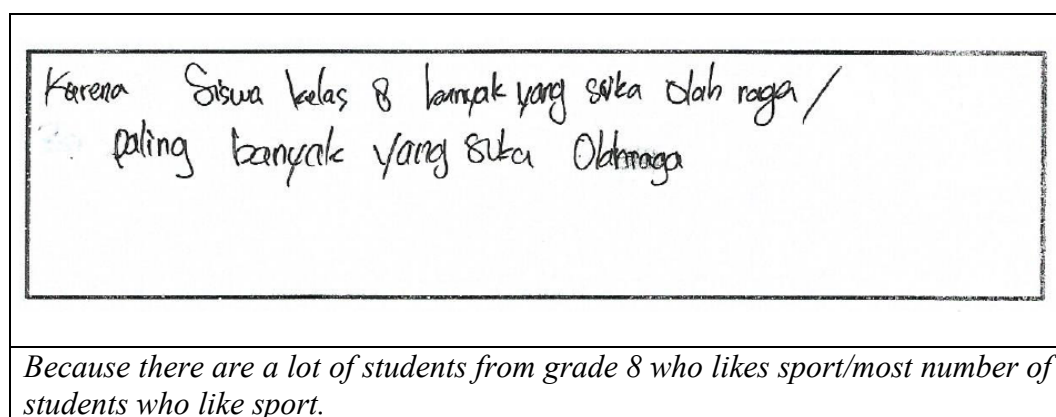 Karena Siswa kelas 8 banyak yang suka olah raga /
paling banyak yang suka Olahraga
Because there are a lot of students from grade 8 who likes sport/most number of
students who like sport.